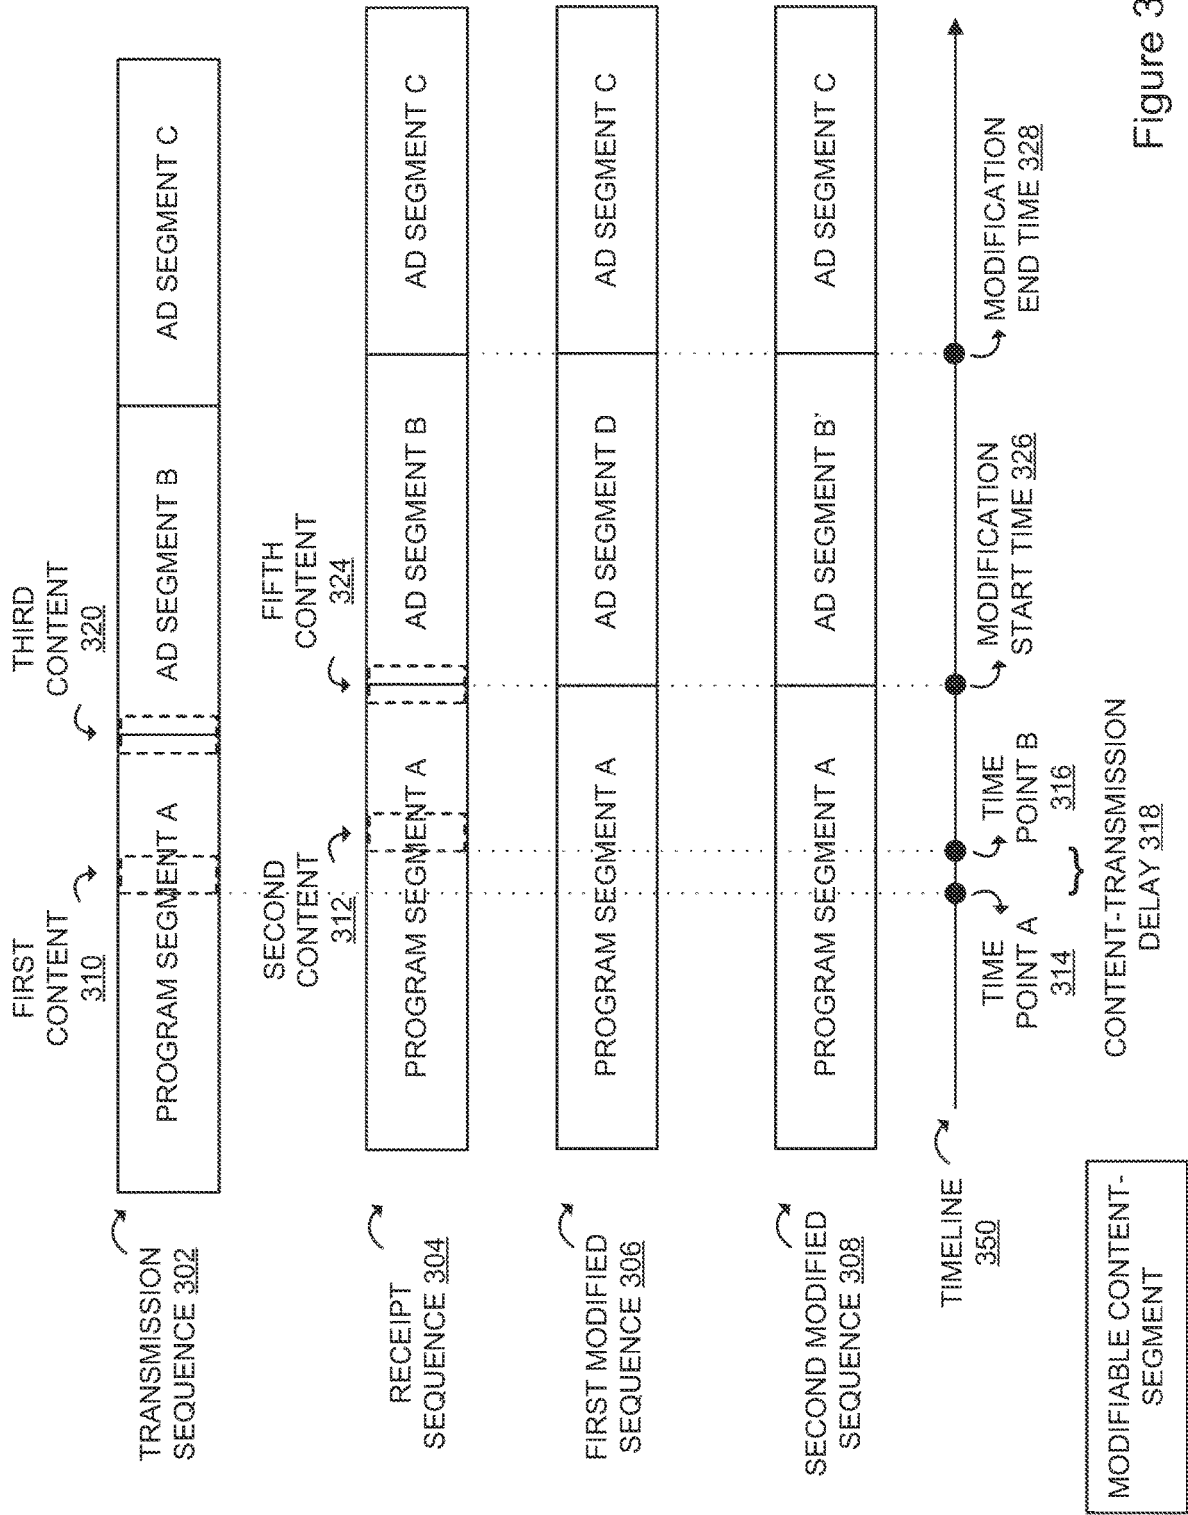 TRANSMISSION
SEQUENCE 302
FIRST
CONTENT
310
THIRD
CONTENT
320
PROGRAM SEGMENT A
AD SEGMENT B
AD SEGMENT C
RECEIPT
SEQUENCE 304
SECOND
CONTENT
312
FIFTH
CONTENT
324
PROGRAM SEGMENT A
AD SEGMENT B
AD SEGMENT C
FIRST MODIFIED
SEQUENCE 306
PROGRAM SEGMENT A
AD SEGMENT D
AD SEGMENT C
SECOND MODIFIED
SEQUENCE 308
PROGRAM SEGMENT A
AD SEGMENT B'
AD SEGMENT C
TIMELINE
350
TIME
POINT A
314
TIME
POINT B
316
MODIFICATION
START TIME 326
MODIFICATION
END TIME 328
CONTENT-TRANSMISSION
DELAY 318
MODIFIABLE CONTENT-
SEGMENT
Figure 3